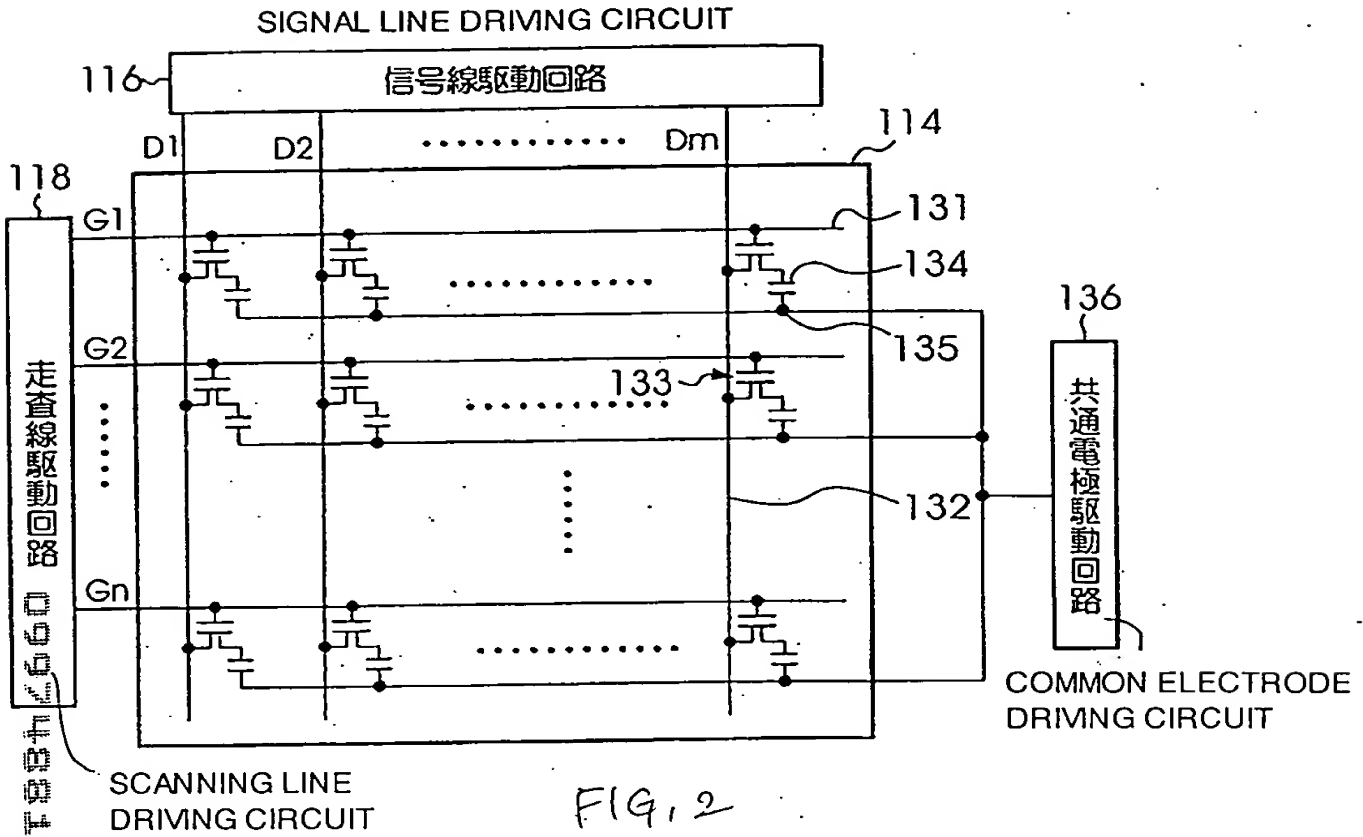 SIGNAL LINE DRIVING CIRCUIT
116
信号線駆動回路
D1
D2
Dm
114
118
G1
131
134
136
135
G2
133
走査線駆動回路
共通電極駆動回路
132
Gn
COMMON ELECTRODE
DRIVING CIRCUIT
SCANNING LINE
DRIVING CIRCUIT
FIG. 2